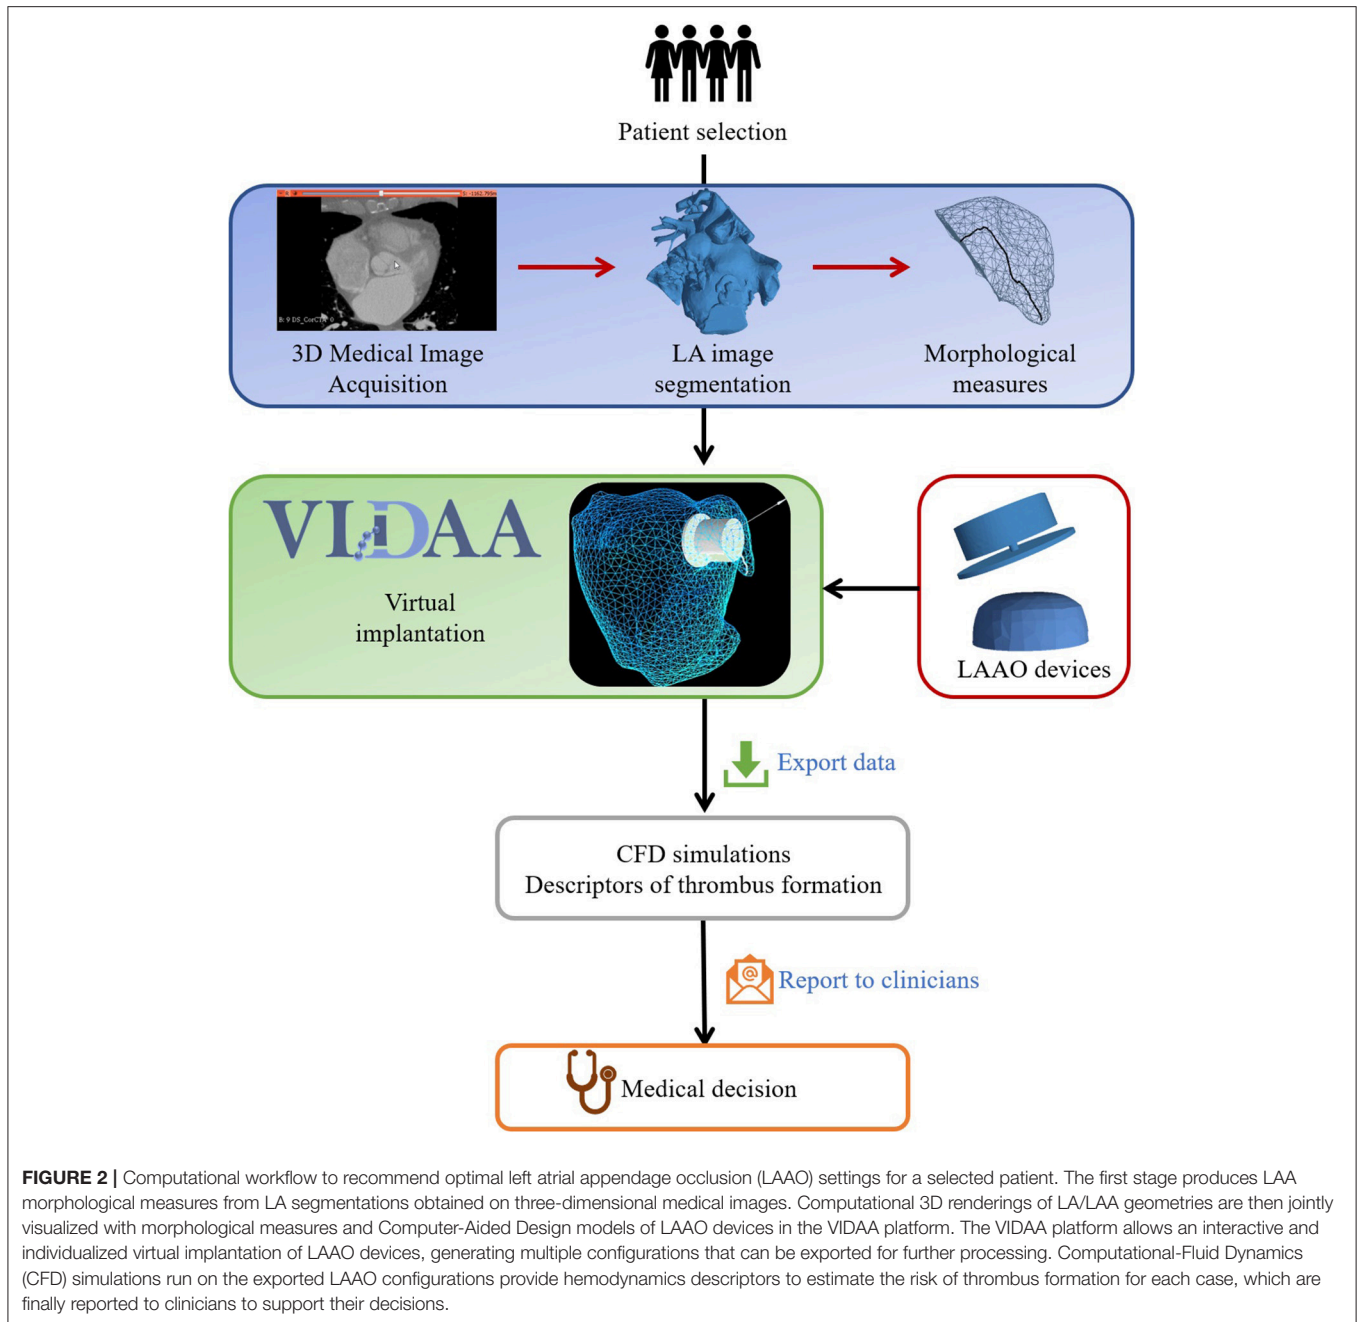 Patient selection
3D Medical Image
Acquisition
LA image
segmentation
Morphological
measures
B: 9 DS_CorCTA 0
VIDAA
Virtual
implantation
LAAO devices
Export data
CFD simulations
Descriptors of thrombus formation
@
Report to clinicians
Medical decision
FIGURE 2 | Computational workflow to recommend optimal left atrial appendage occlusion (LAAO) settings for a selected patient. The first stage produces LAA
morphological measures from LA segmentations obtained on three-dimensional medical images. Computational 3D renderings of LA/LAA geometries are then jointly
visualized with morphological measures and Computer-Aided Design models of LAAO devices in the VIDAA platform. The VIDAA platform allows an interactive and
individualized virtual implantation of LAAO devices, generating multiple configurations that can be exported for further processing. Computational-Fluid Dynamics
(CFD) simulations run on the exported LAAO configurations provide hemodynamics descriptors to estimate the risk of thrombus formation for each case, which are
finally reported to clinicians to support their decisions.